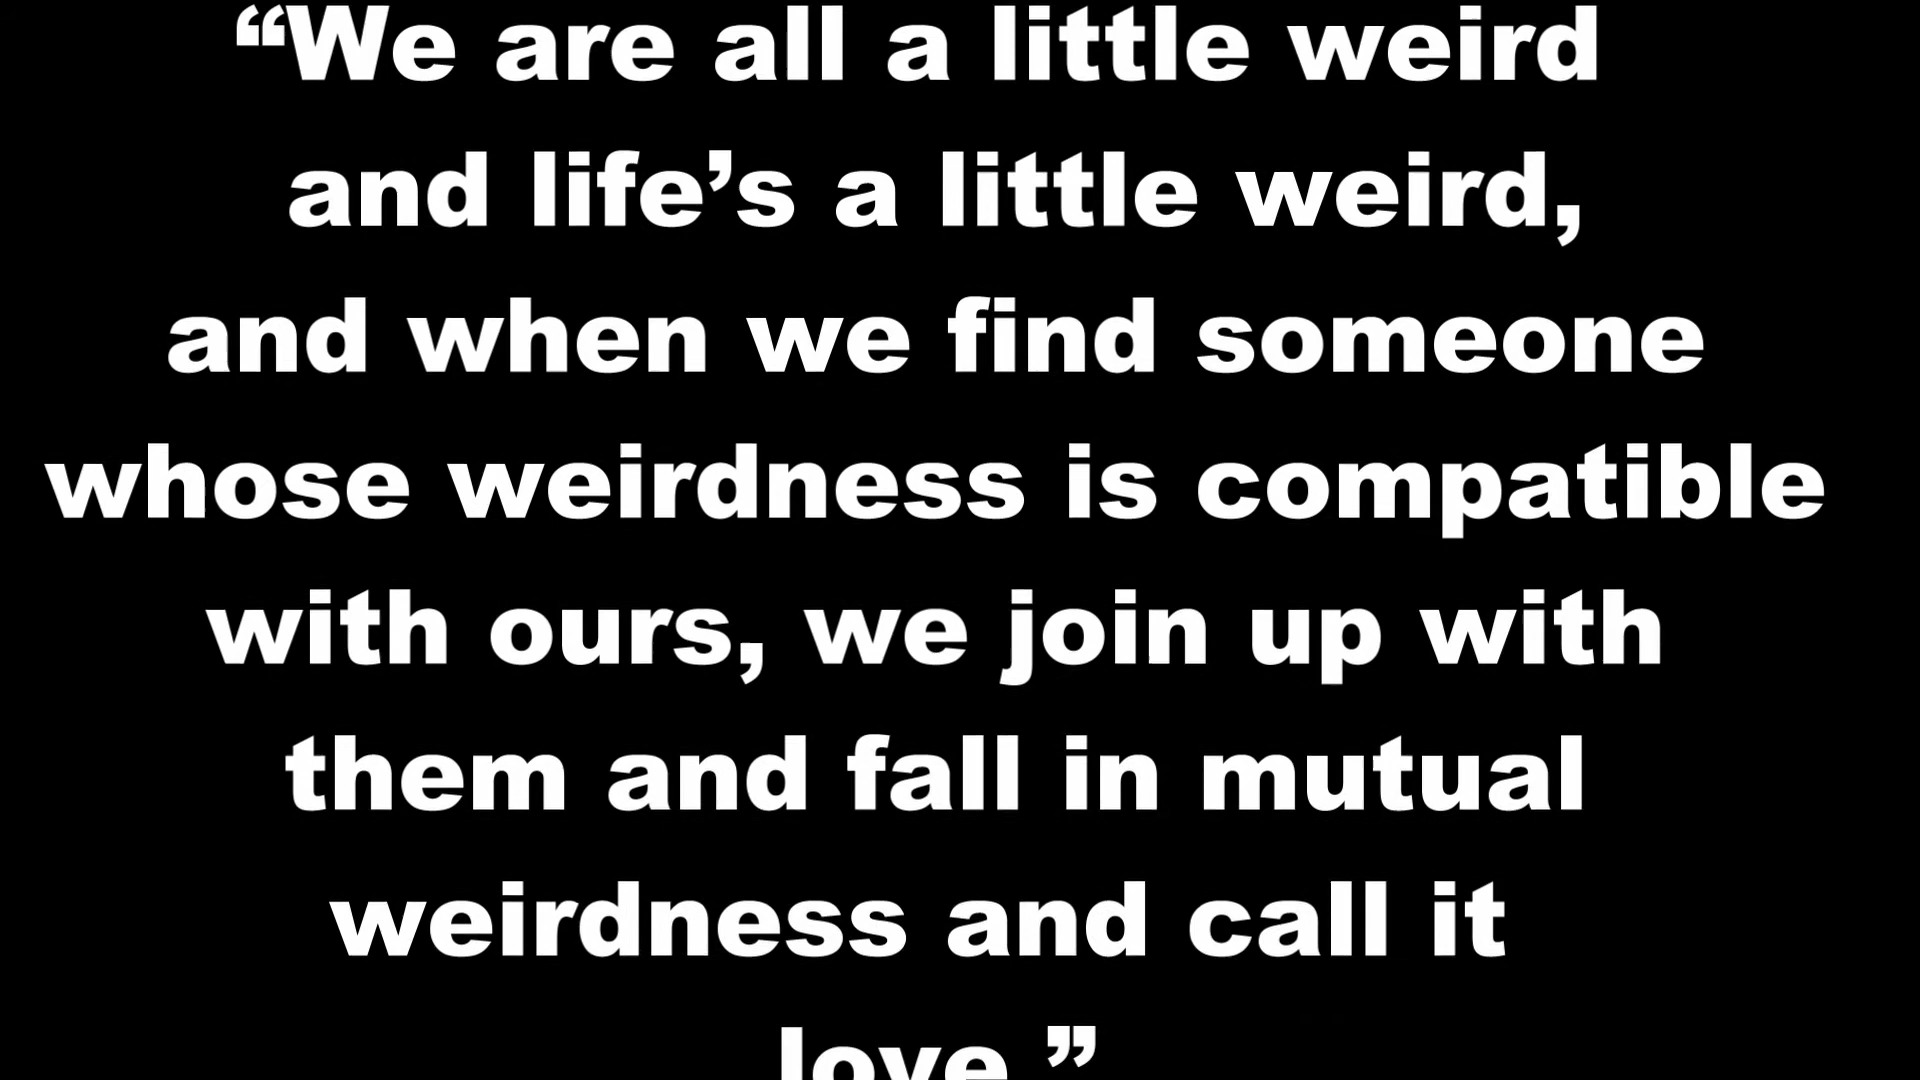 “We are all a little weird
and life’s a little weird,
and when we find someone
whose weirdness is compatible
with ours, we join up with
them and fall in mutual
weirdness and call it
love ”